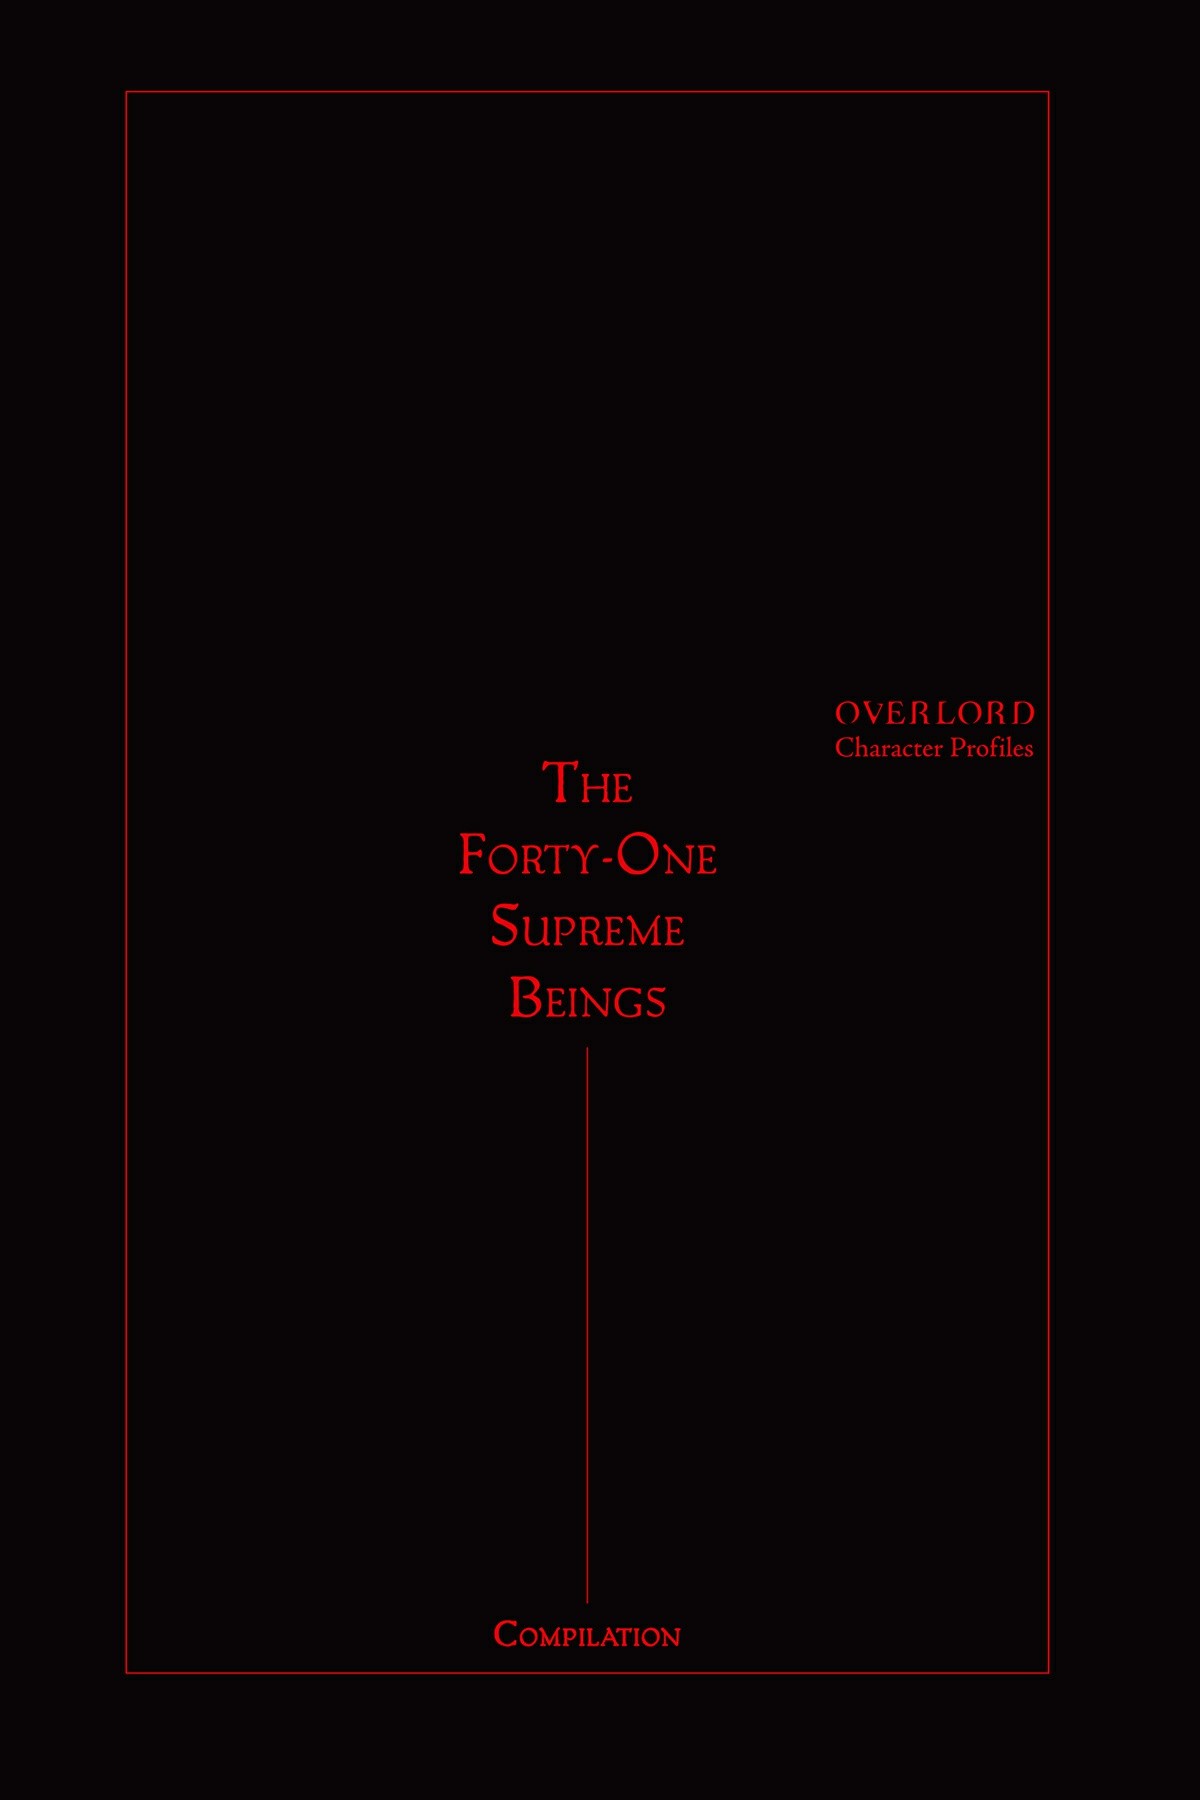 OVERLORD
Character Profiles
The
Forty-One
Supreme
Beings
Compilation